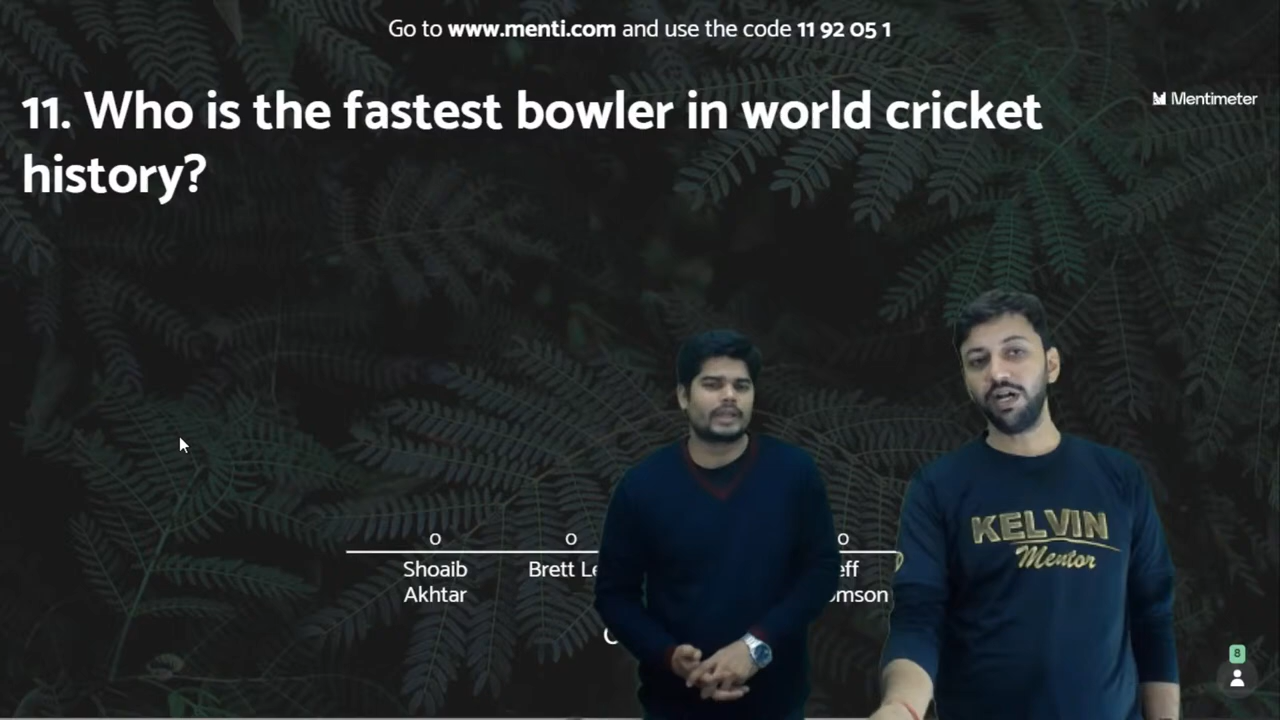 Go to www.menti.com and use the code 11 92 05 1
Mentimeter
11. Who is the fastest bowler in world cricket
history?
0
0
0
Shoaib
Akhtar
Brett
KELVIN
Mentor
8